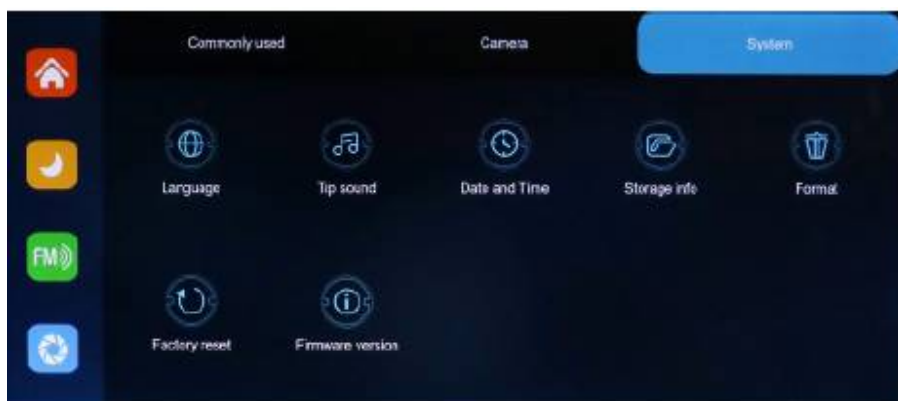 Commonly used
Camera
System
Language
Tip sound
Date and Time
Storage info
Format
FM
Factory reset
Firmware version